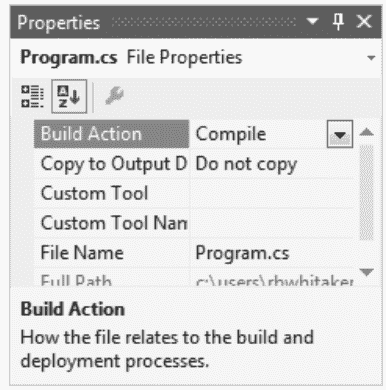 Properties
Program.cs File Properties
Build Action Compile
Copy to Output D Do not copy
Custom Tool
Custom Tool Nam
File Name Program.cs
Full Path c:\users\rbwhitaker
Build Action
How the file relates to the build and
deployment processes.